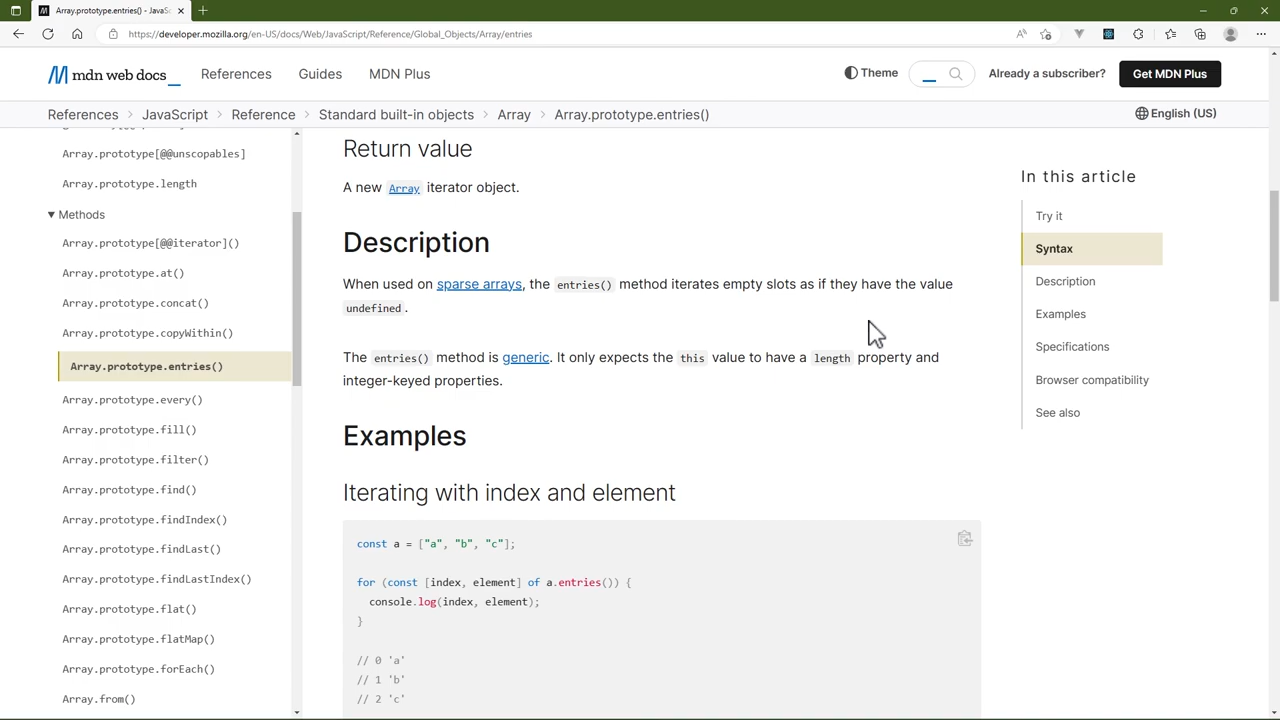 Array.prototype.entries() - JavaSc
https://developer.mozilla.org/en-US/docs/Web/JavaScript/Reference/Global_Objects/Array/entries
mdn web docs_
References
Guides
MDN Plus
Theme
Already a subscriber?
Get MDN Plus
References > JavaScript > Reference > Standard built-in objects > Array > Array.prototype.entries()
English (US)
Array.prototype[@@unscopables]
Array.prototype.length
Methods
Array.prototype[@@iterator]()
Array.prototype.at()
Array.prototype.concat()
Array.prototype.copyWithin()
Array.prototype.entries()
Array.prototype.every()
Array.prototype.fill()
Array.prototype.filter()
Array.prototype.find()
Array.prototype.findIndex()
Array.prototype.findLast()
Array.prototype.findLastIndex()
Array.prototype.flat()
Array.prototype.flatMap()
Array.prototype.forEach()
Array.from()
Return value
A new Array iterator object.
Description
When used on sparse arrays, the entries() method iterates empty slots as if they have the value
undefined.
The entries() method is generic. It only expects the this value to have a length property and
integer-keyed properties.
Examples
Iterating with index and element
const a = ["a", "b", "c"];
for (const [index, element] of a.entries()) {
console.log(index, element);
}
// 0 'a'
// 1 'b'
// 2 'c'
In this article
Try it
Syntax
Description
Examples
Specifications
Browser compatibility
See also